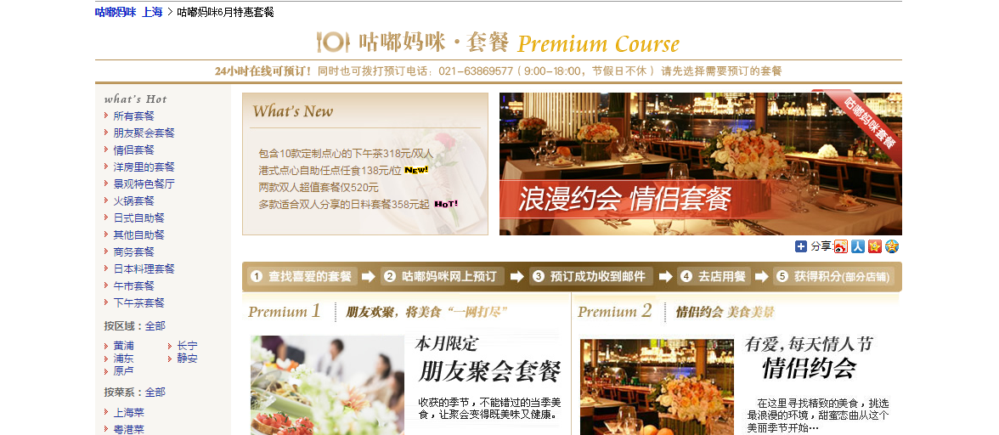 咕嘟妈咪 上海 > 咕嘟妈咪6月特惠套餐
咕嘟妈咪·套餐 Premium Course
24小时在线可预订！同时也可拨打预订电话：021-63869577（9:00-18:00，节假日不休） 请先选择需要预订的套餐
what's Hot
所有套餐
朋友聚会套餐
情侣套餐
洋房里的套餐
景观特色餐厅
火锅套餐
日式自助餐
其他自助餐
商务套餐
日本料理套餐
午市套餐
下午茶套餐
按区域：全部
黄浦 长宁
浦东 静安
原卢
按菜系：全部
上海菜
粤港菜
What's New
包含10款定制点心的下午茶318元/双人
港式点心自助任点任食138元/位 New!
两款双人超值套餐仅520元
多款适合双人分享的日料套餐358元起 HoT!
咕嘟妈咪套餐
浪漫约会 情侣套餐
分享:
1 查找喜爱的套餐 2 咕嘟妈咪网上预订 3 预订成功收到邮件 4 去店用餐 5 获得积分(部分店铺)
Premium 1 朋友欢聚，将美食“一网打尽”
本月限定
朋友聚会套餐
收获的季节，不能错过的当季美
食，让聚会变得既美味又健康。
Premium 2 情侣约会 美食美景
有爱，每天情人节
情侣约会
在这里寻找精致的美食，挑选
最浪漫的环境，甜蜜恋曲从这个
美丽季节开始…